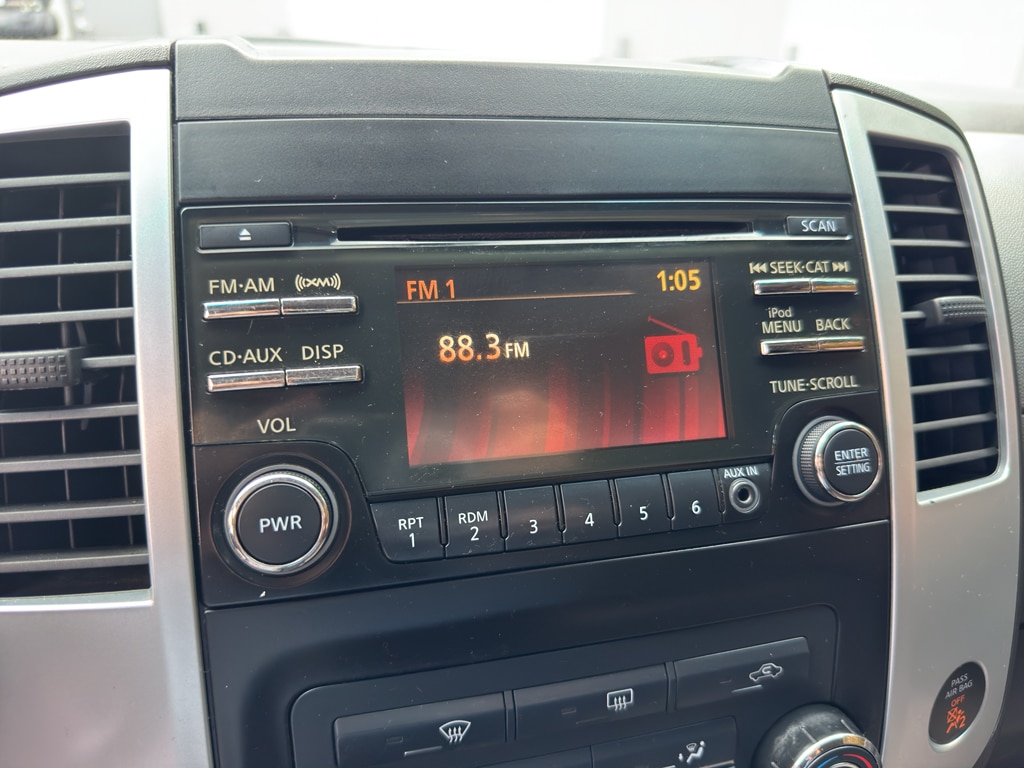 SCAN
FM·AM
((XM))
SEEK·CAT
FM 1
1:05
iPod
MENU
BACK
CD·AUX
DISP
88.3 FM
TUNE·SCROLL
VOL
ENTER
SETTING
PWR
RPT
1
RDM
2
3
4
5
6
AUX IN
PASS
AIR BAG
OFF
2